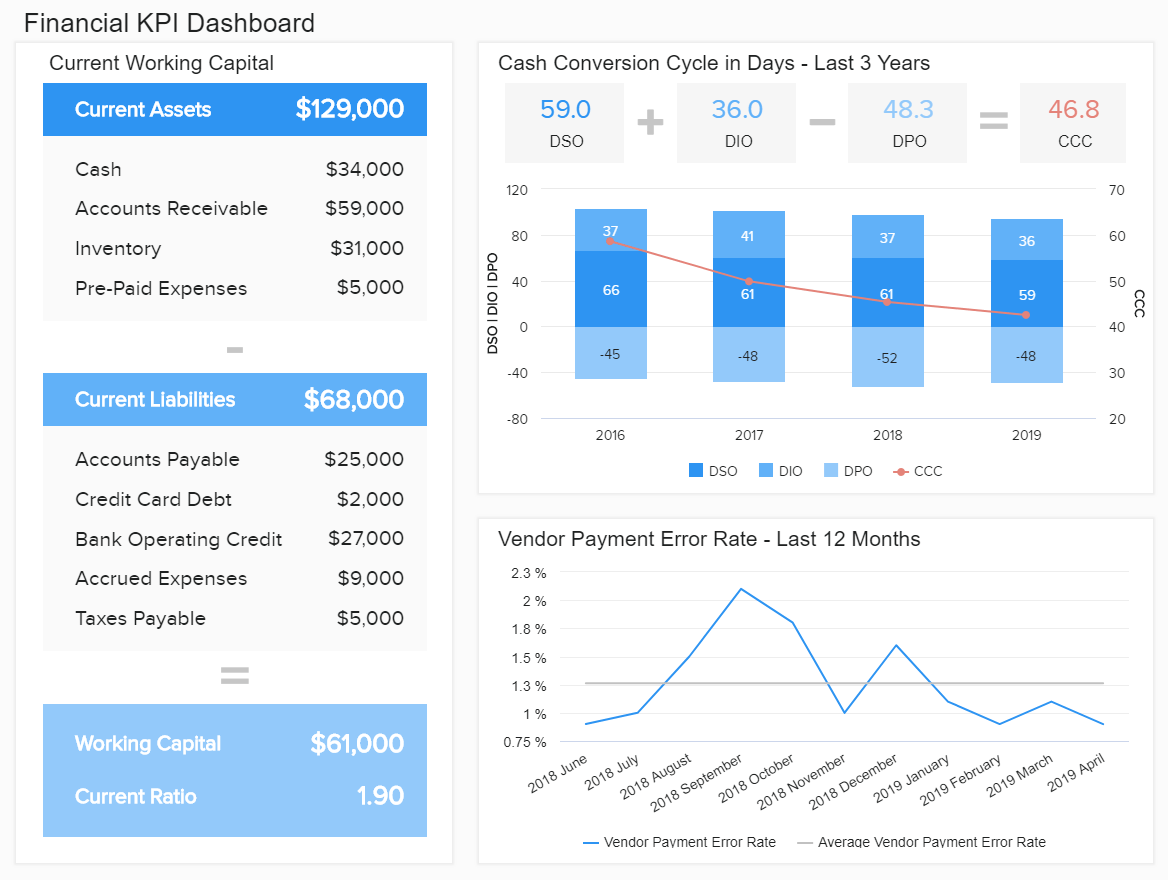 Financial KPI Dashboard
Current Working Capital
Current Assets $129,000
Cash $34,000
Accounts Receivable $59,000
Inventory $31,000
Pre-Paid Expenses $5,000
-
Current Liabilities $68,000
Accounts Payable $25,000
Credit Card Debt $2,000
Bank Operating Credit $27,000
Accrued Expenses $9,000
Taxes Payable $5,000
=
Working Capital $61,000
Current Ratio 1.90
Cash Conversion Cycle in Days - Last 3 Years
59.0 + 36.0 - 48.3 = 46.8
DSO DIO DPO CCC
DSO | DIO | DPO
120
80
40
0
-40
-80
37 41 37 36
66 61 61 59
-45 -48 -52 -48
70
60
50
40
30
20
CCC
2016 2017 2018 2019
DSO DIO DPO CCC
Vendor Payment Error Rate - Last 12 Months
2.3 %
2 %
1.8 %
1.5 %
1.3 %
1 %
0.75 %
2018 June
2018 July
2018 August
2018 September
2018 October
2018 November
2018 December
2019 January
2019 February
2019 March
2019 April
Vendor Payment Error Rate Average Vendor Payment Error Rate